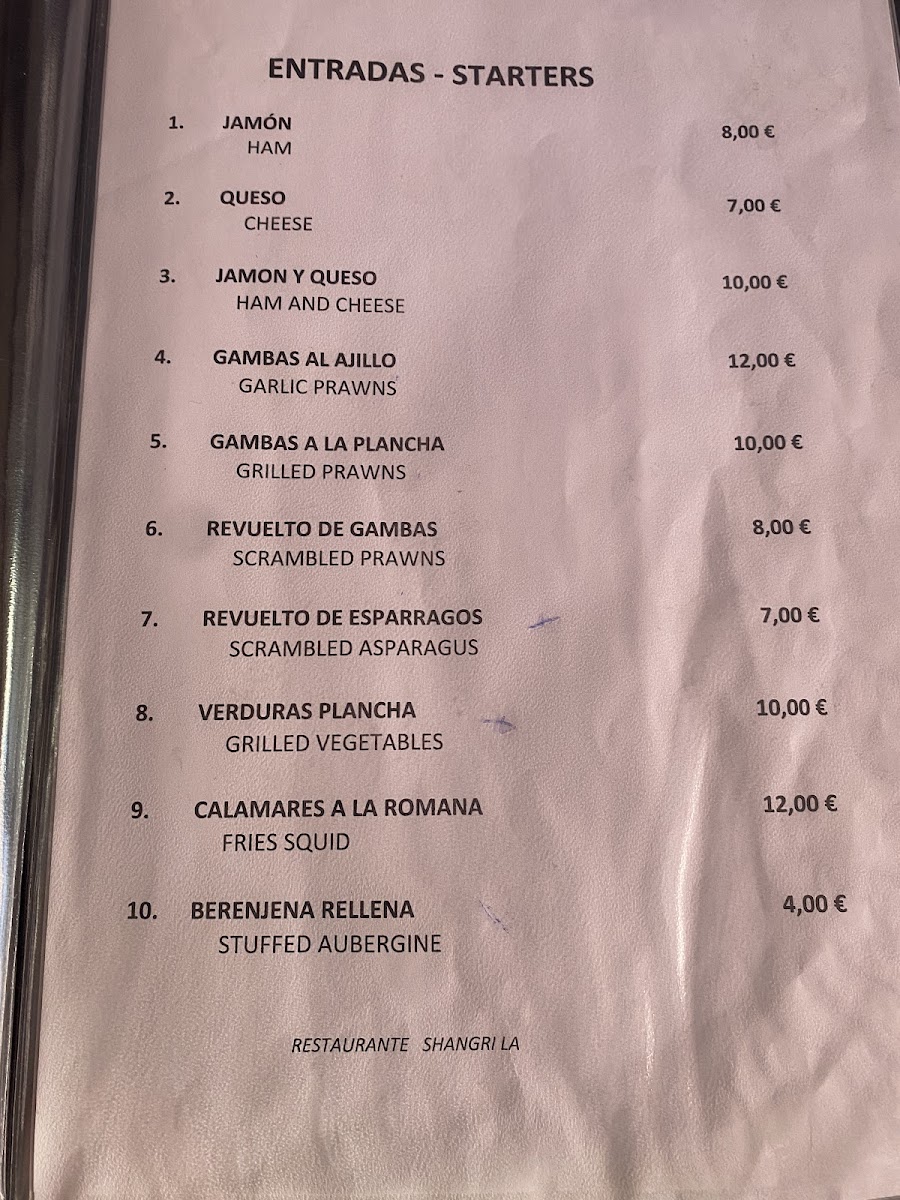 ENTRADAS - STARTERS
1. JAMÓN 8,00 €
HAM
2. QUESO 7,00 €
CHEESE
3. JAMON Y QUESO 10,00 €
HAM AND CHEESE
4. GAMBAS AL AJILLO 12,00 €
GARLIC PRAWNS
5. GAMBAS A LA PLANCHA 10,00 €
GRILLED PRAWNS
6. REVUELTO DE GAMBAS 8,00 €
SCRAMBLED PRAWNS
7. REVUELTO DE ESPARRAGOS 7,00 €
SCRAMBLED ASPARAGUS
8. VERDURAS PLANCHA 10,00 €
GRILLED VEGETABLES
9. CALAMARES A LA ROMANA 12,00 €
FRIES SQUID
10. BERENJENA RELLENA 4,00 €
STUFFED AUBERGINE
RESTAURANTE SHANGRI LA